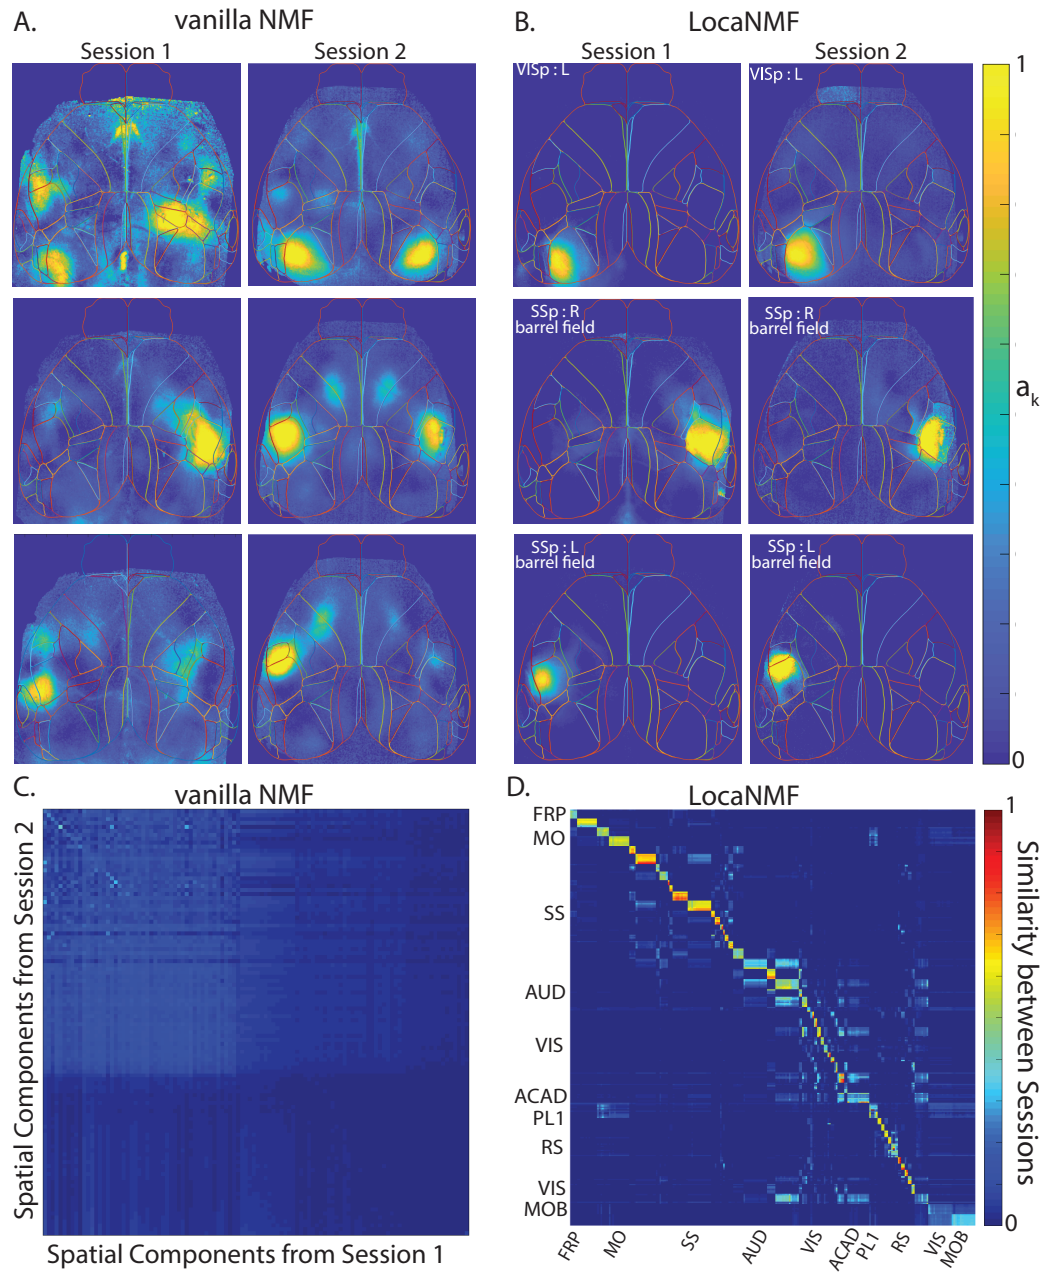 A.
vanilla NMF
Session 1
Session 2
B.
LocaNMF
Session 1
Session 2
VISp : L
VISp : L
SSp : R
barrel field
SSp : R
barrel field
SSp : L
barrel field
SSp : L
barrel field
1
a_k
0
C.
vanilla NMF
Spatial Components from Session 2
Spatial Components from Session 1
D.
LocaNMF
FRP
MO
SS
AUD
VIS
ACAD
PL1
RS
VIS
MOB
FRP
MO
SS
AUD
VIS
ACAD
PL1
RS
VIS
MOB
1
Similarity between Sessions
0